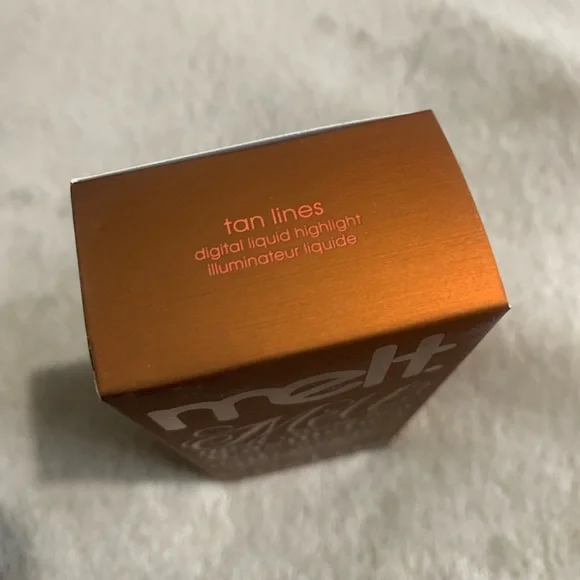 tan lines
digital liquid highlight
illuminateur liquide
melt